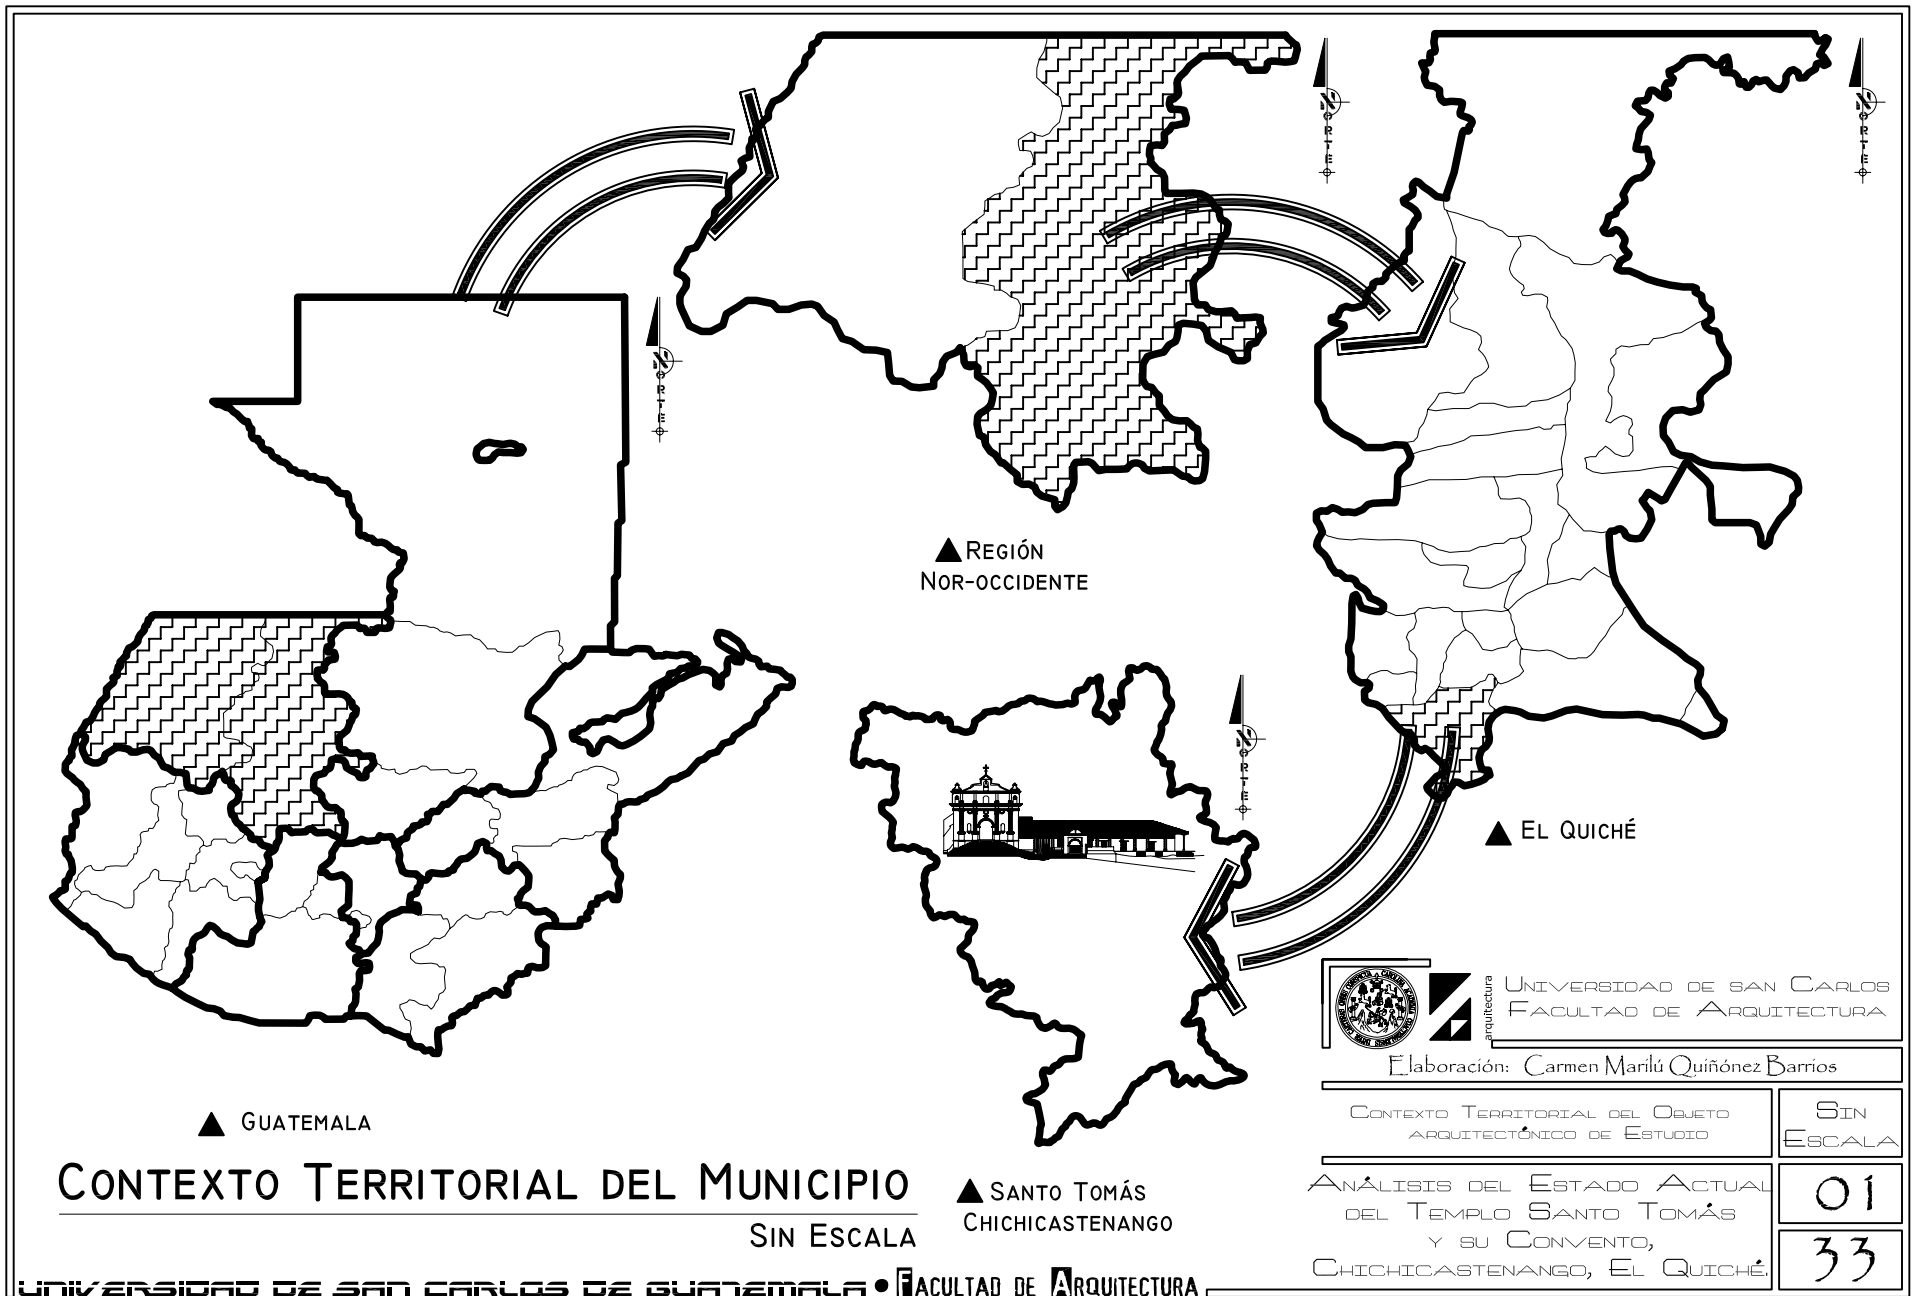 NORTE
NORTE
NORTE
NORTE
Región
Nor-occidente
El Quiché
Guatemala
Contexto Territorial del Municipio
Sin Escala
Santo Tomás
Chichicastenango
arquitectura
Universidad de San Carlos
Facultad de Arquitectura
Elaboración: Carmen Marilú Quiñónez Barrios
Contexto Territorial del Objeto
Arquitectónico de Estudio
Sin
Escala
Análisis del Estado Actual
del Templo Santo Tomás
y su Convento,
Chichicastenango, El Quiché.
01
33
UNIVERSIDAD DE SAN CARLOS DE GUATEMALA • Facultad de Arquitectura